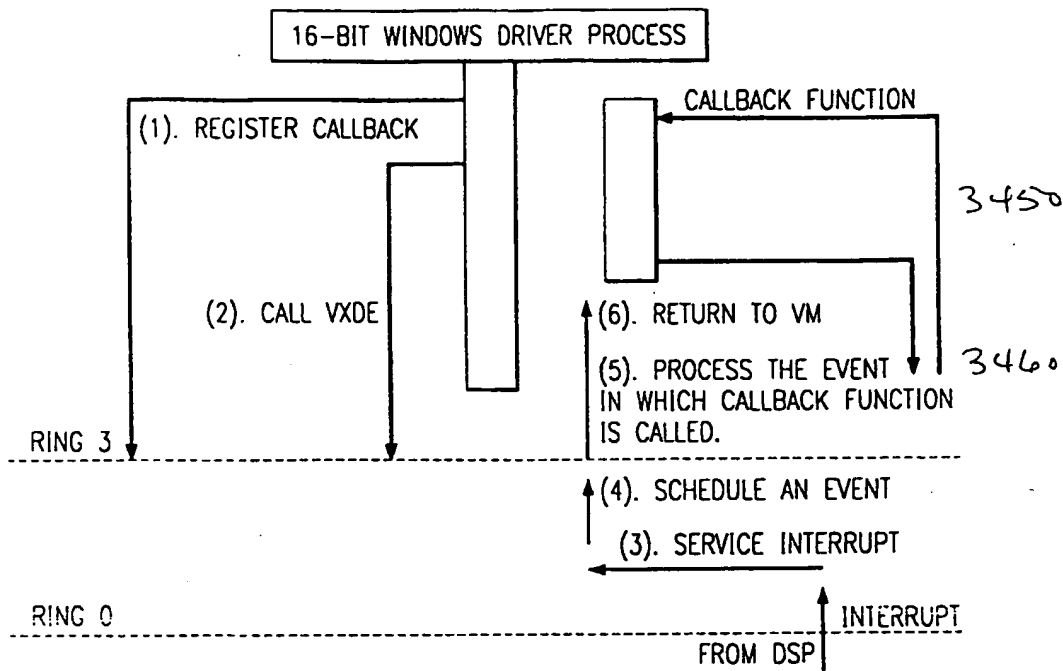 16-BIT WINDOWS DRIVER PROCESS
CALLBACK FUNCTION
(1). REGISTER CALLBACK
3450
(2). CALL VXDE
(6). RETURN TO VM
(5). PROCESS THE EVENT
3460
IN WHICH CALLBACK FUNCTION
IS CALLED.
RING 3
(4). SCHEDULE AN EVENT
(3). SERVICE INTERRUPT
RING 0
INTERRUPT
FROM DSP